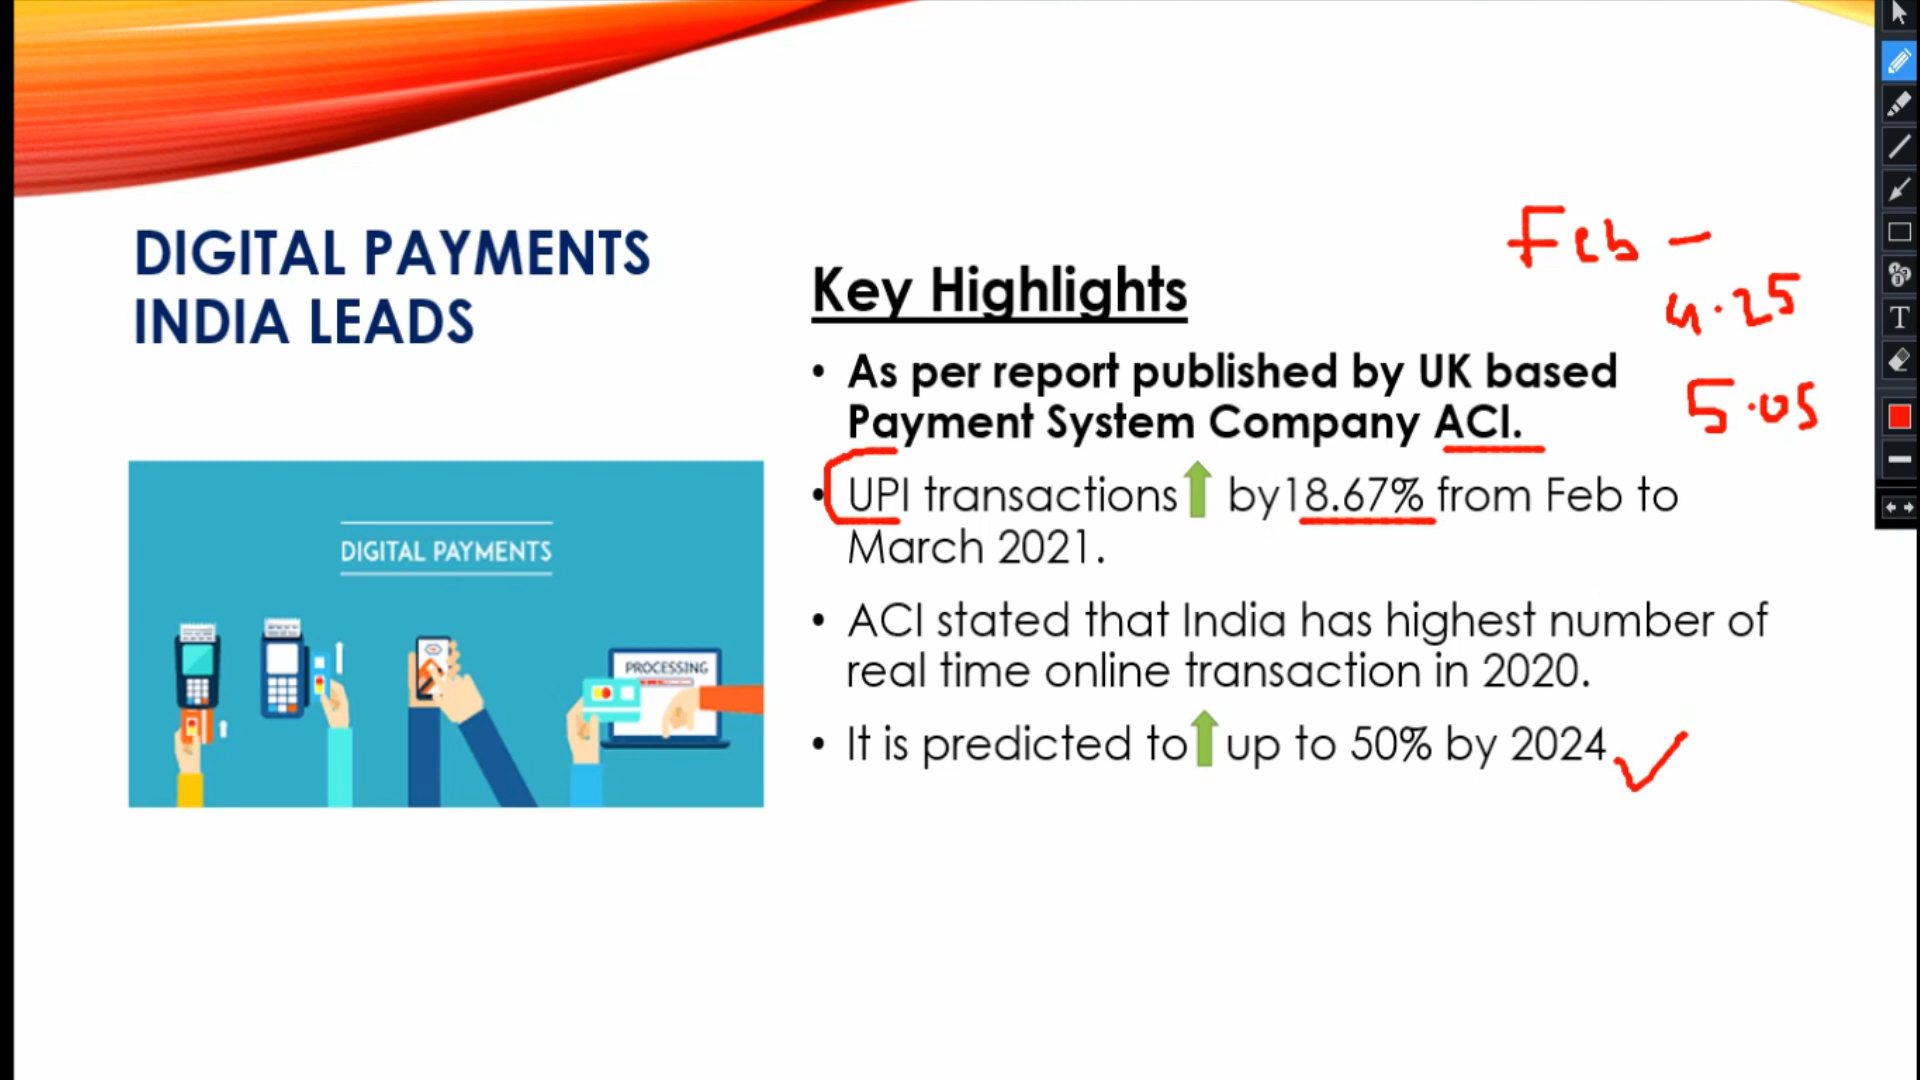 DIGITAL PAYMENTS
INDIA LEADS
DIGITAL PAYMENTS
PROCESSING
Key Highlights
• As per report published by UK based
Payment System Company ACI.
• UPI transactions by18.67% from Feb to
March 2021.
• ACI stated that India has highest number of
real time online transaction in 2020.
• It is predicted to up to 50% by 2024
Feb -
4.25
5.05
T